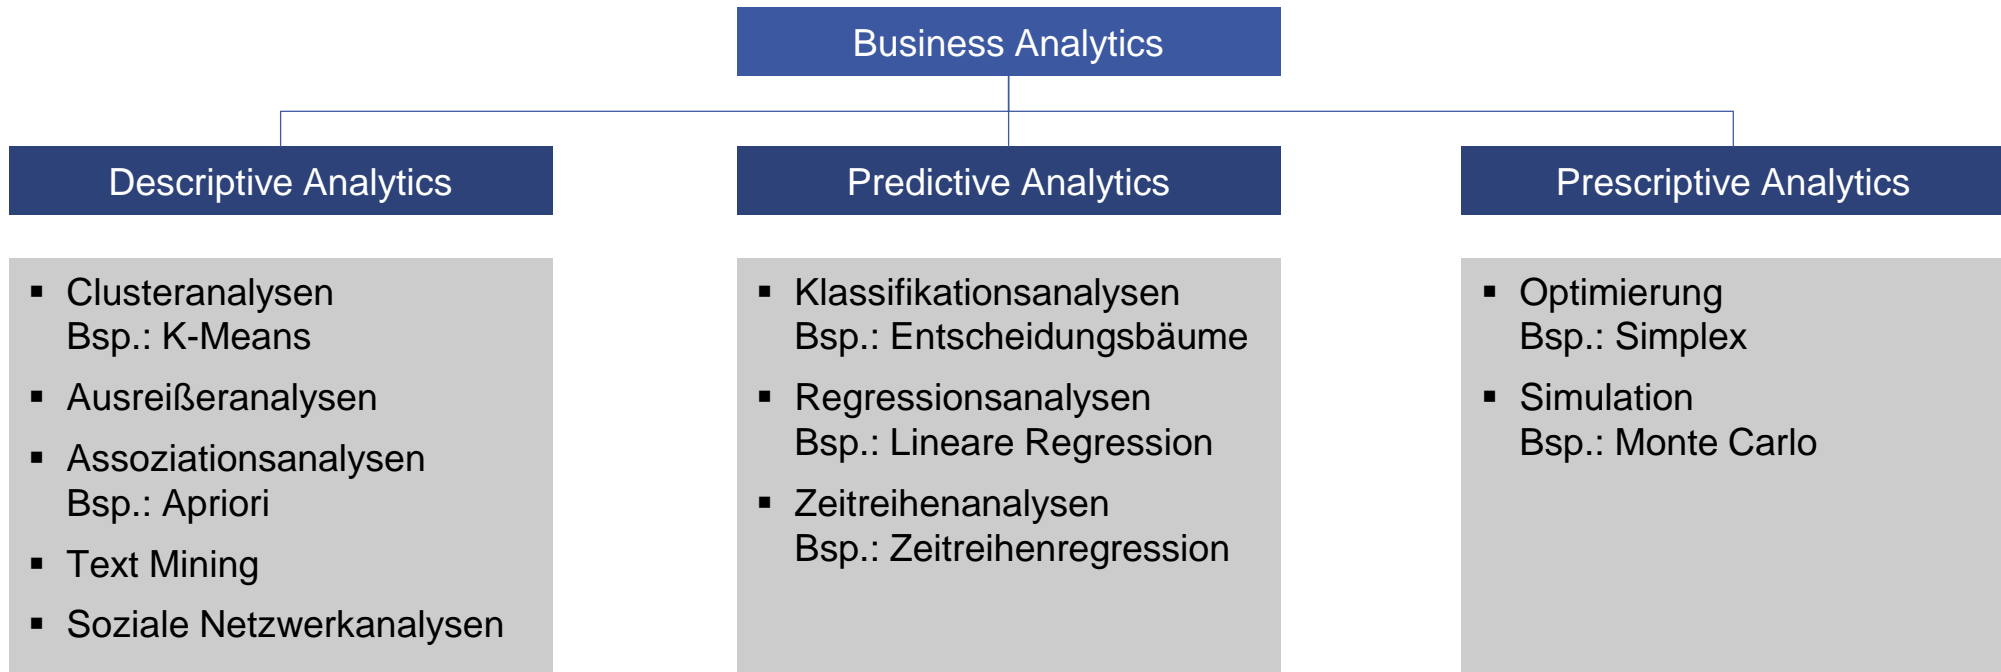 Business Analytics
Descriptive Analytics
▪ Clusteranalysen
Bsp.: K-Means
▪ Ausreißeranalysen
▪ Assoziationsanalysen
Bsp.: Apriori
▪ Text Mining
▪ Soziale Netzwerkanalysen
Predictive Analytics
▪ Klassifikationsanalysen
Bsp.: Entscheidungsbäume
▪ Regressionsanalysen
Bsp.: Lineare Regression
▪ Zeitreihenanalysen
Bsp.: Zeitreihenregression
Prescriptive Analytics
▪ Optimierung
Bsp.: Simplex
▪ Simulation
Bsp.: Monte Carlo